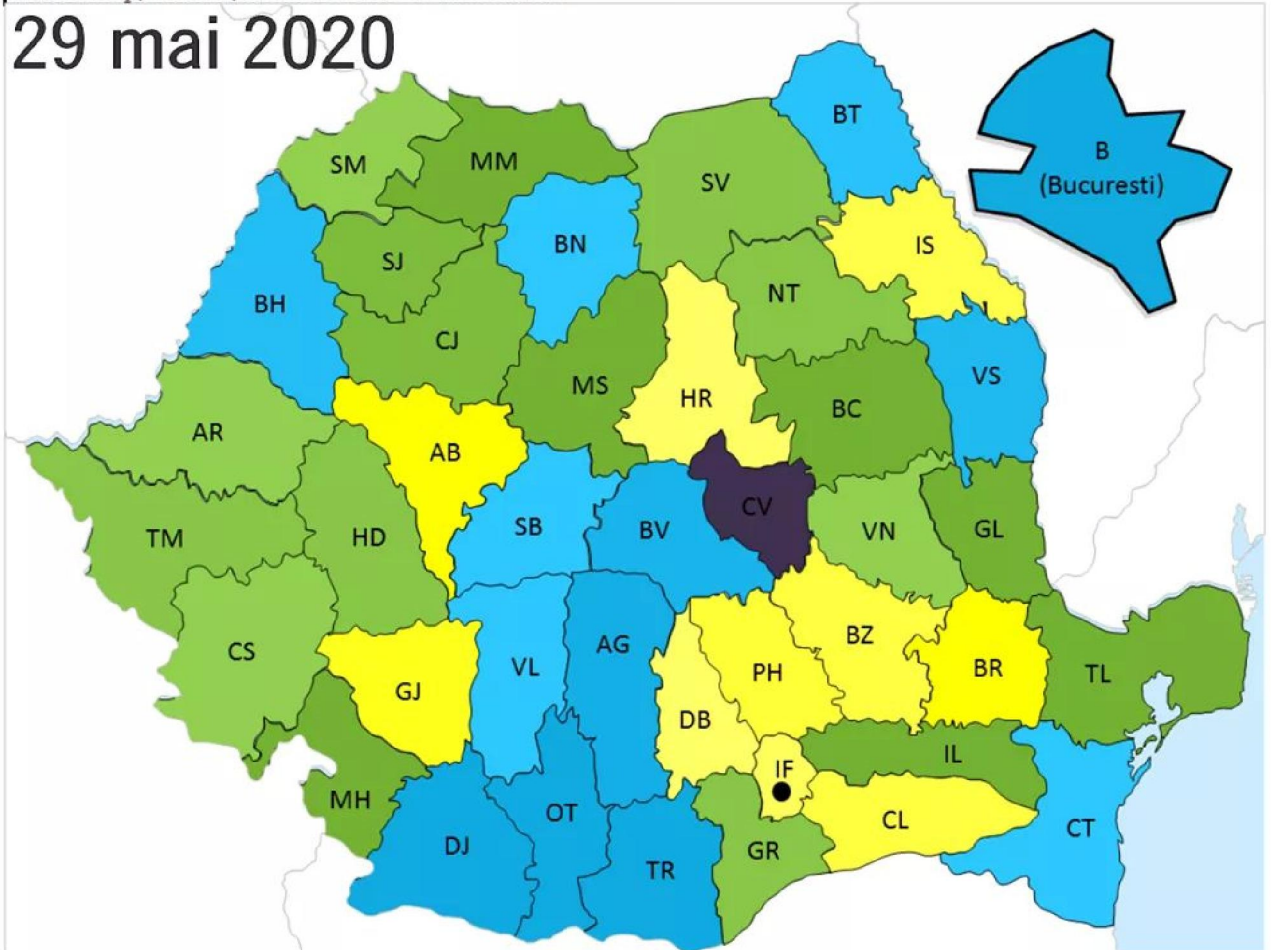 29 mai 2020
BT
B
(Bucuresti)
SM
MM
SV
BN
IS
SJ
BH
NT
CJ
VS
MS
HR
BC
AR
AB
CV
SB
BV
VN
GL
TM
HD
BZ
CS
VL
AG
PH
BR
TL
GJ
DB
IL
IF
MH
OT
CL
CT
DJ
GR
TR